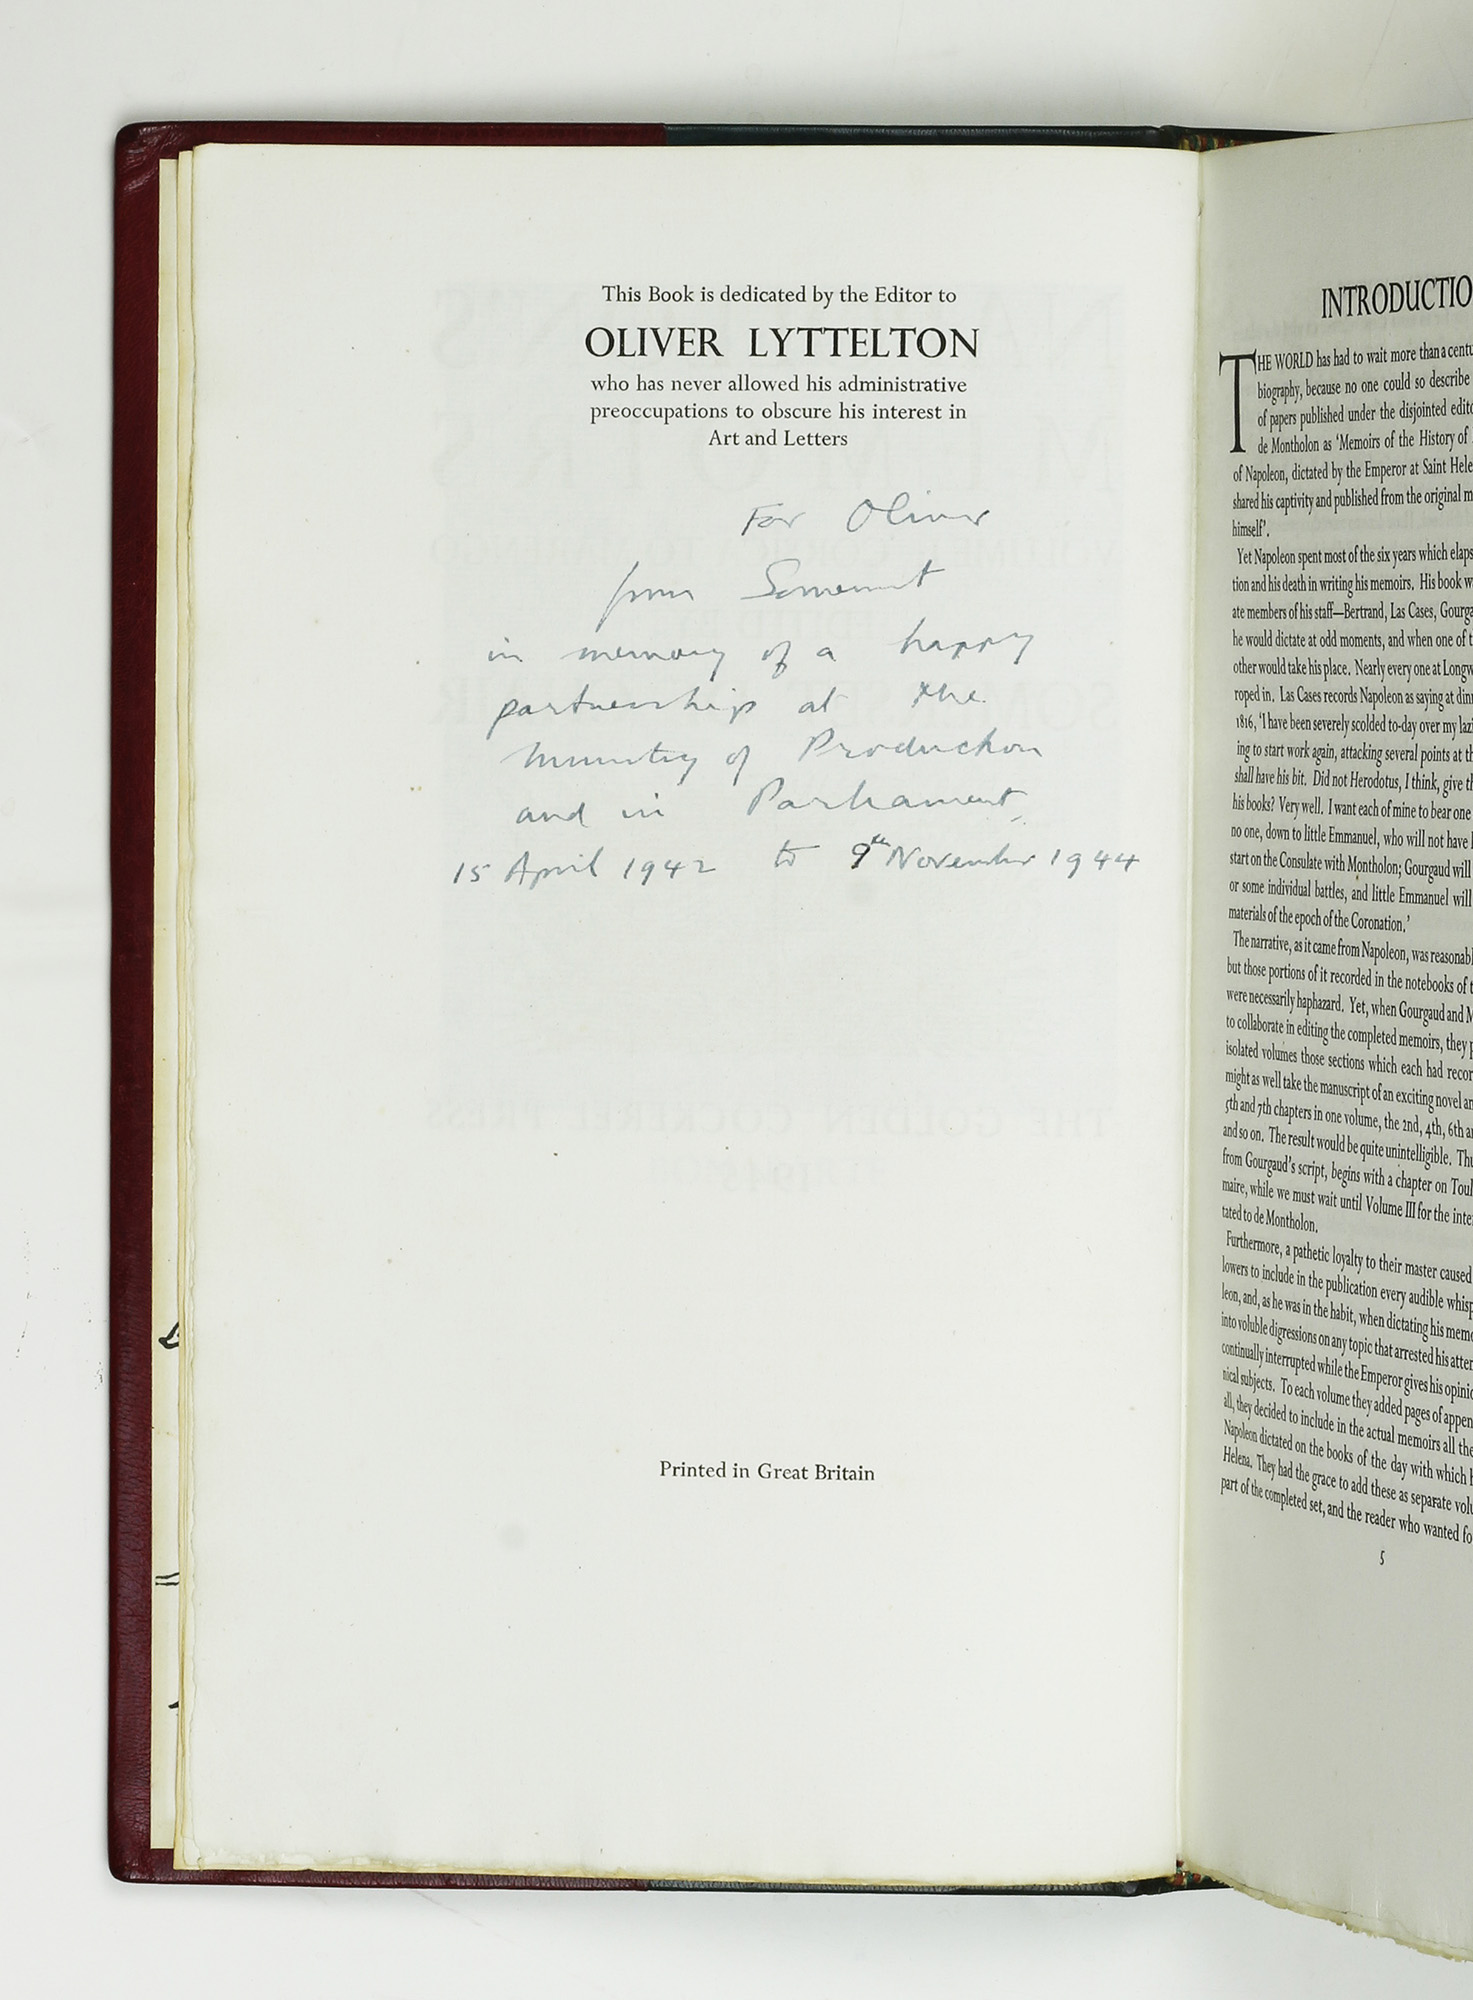 This Book is dedicated by the Editor to
OLIVER LYTTELTON
who has never allowed his administrative
preoccupations to obscure his interest in
Art and Letters
For Oliver
from Somerset
in memory of a happy
partnership at the
Ministry of Production
and in Parliament,
15 April 1942 to 9th November 1944
Printed in Great Britain
INTRODUCTIO
THE WORLD has had to wait more than a centu
biography, because no one could so describe
of papers published under the disjointed edito
de Montholon as 'Memoirs of the History of
of Napoleon, dictated by the Emperor at Saint Hele
shared his captivity and published from the original m
himself'.
Yet Napoleon spent most of the six years which elaps
tion and his death in writing his memoirs. His book w
ate members of his staff—Bertrand, Las Cases, Gourga
he would dictate at odd moments, and when one of t
other would take his place. Nearly every one at Longw
roped in. Las Cases records Napoleon as saying at din
1816, 'I have been severely scolded to-day over my lazi
ing to start work again, attacking several points at th
shall have his bit. Did not Herodotus, I think, give th
his books? Very well. I want each of mine to bear one
no one, down to little Emmanuel, who will not have
start on the Consulate with Montholon; Gourgaud will
or some individual battles, and little Emmanuel will
materials of the epoch of the Coronation.'
The narrative, as it came from Napoleon, was reasonabl
but those portions of it recorded in the notebooks of t
were necessarily haphazard. Yet, when Gourgaud and M
to collaborate in editing the completed memoirs, they p
isolated volumes those sections which each had recor
might as well take the manuscript of an exciting novel an
5th and 7th chapters in one volume, the 2nd, 4th, 6th a
and so on. The result would be quite unintelligible. Thu
from Gourgaud's script, begins with a chapter on Toul
maire, while we must wait until Volume III for the inte
tated to de Montholon.
Furthermore, a pathetic loyalty to their master caused
lowers to include in the publication every audible whisp
leon, and, as he was in the habit, when dictating his memo
into voluble digressions on any topic that arrested his atten
continually interrupted while the Emperor gives his opinio
nical subjects. To each volume they added pages of appen
all, they decided to include in the actual memoirs all the
Napoleon dictated on the books of the day with which h
Helena. They had the grace to add these as separate volu
part of the completed set, and the reader who wanted fo
5